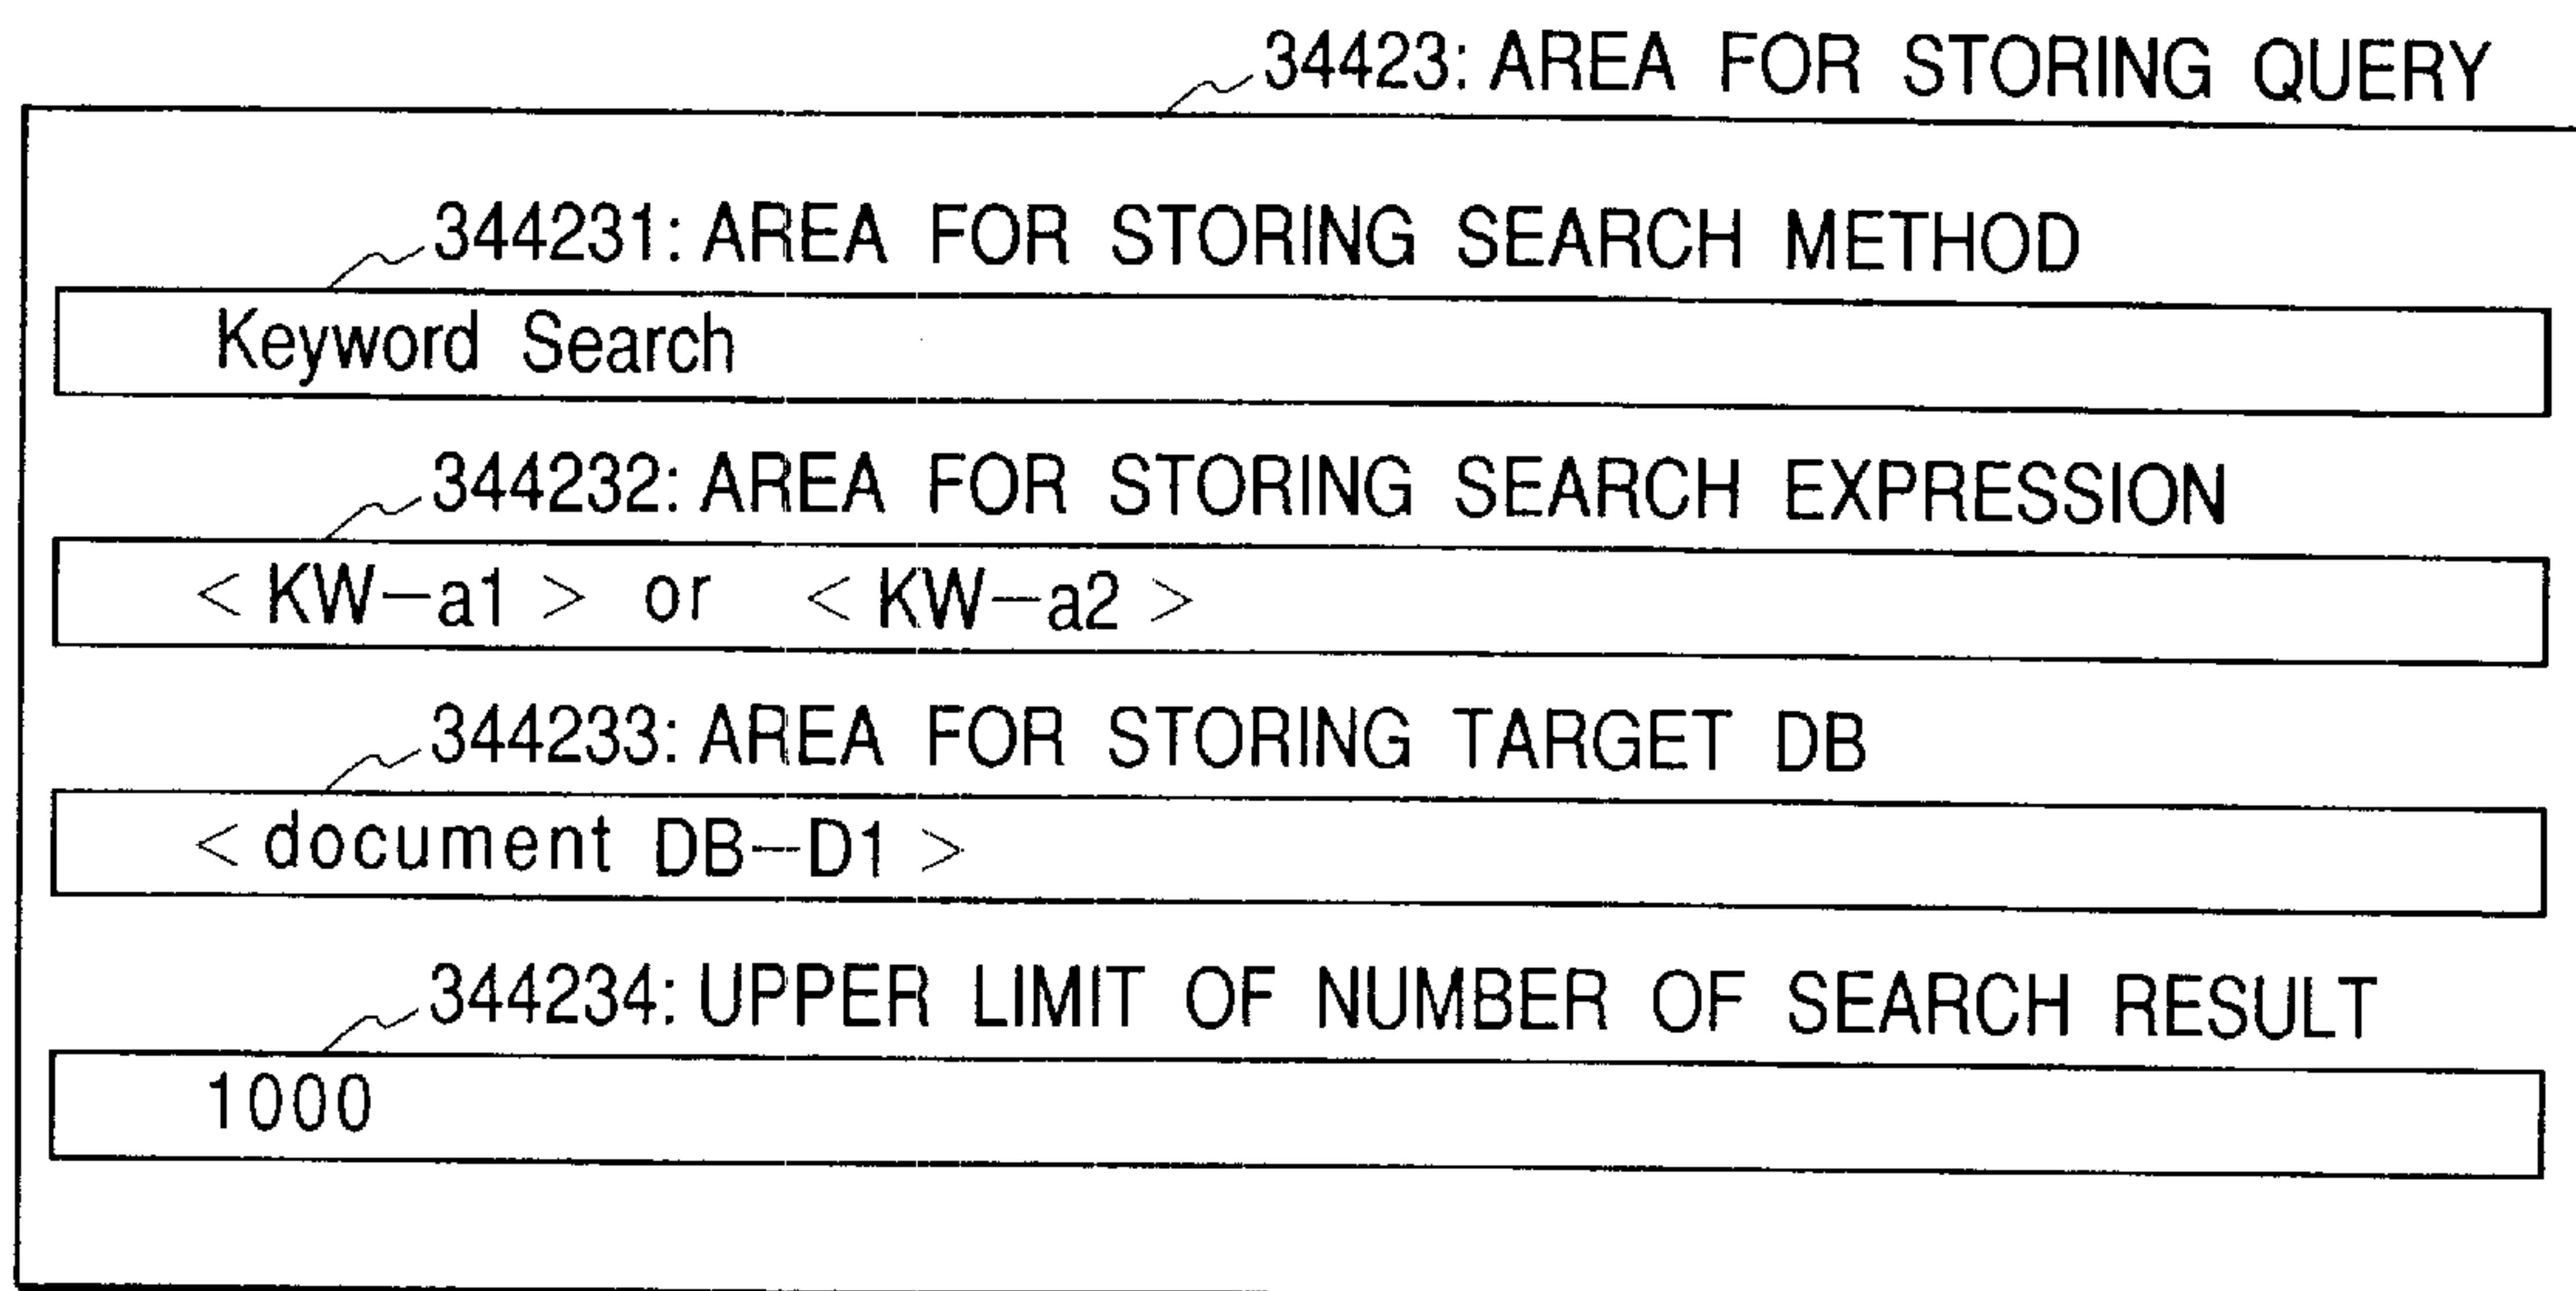 34423: AREA FOR STORING QUERY
344231: AREA FOR STORING SEARCH METHOD
Keyword Search
344232: AREA FOR STORING SEARCH EXPRESSION
< KW-a1 > or < KW-a2 >
344233: AREA FOR STORING TARGET DB
< document DB-D1 >
344234: UPPER LIMIT OF NUMBER OF SEARCH RESULT
1000